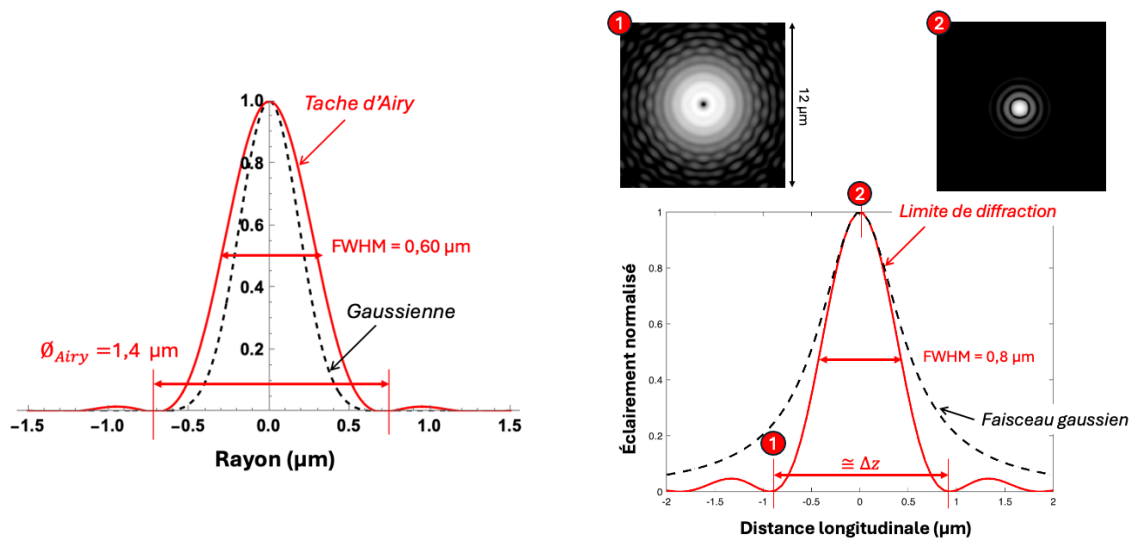 Tache d'Airy
1.0
0.8
0.6
0.4
0.2
FWHM = 0,60 µm
Gaussienne
Ø_Airy = 1,4 µm
-1.5 -1.0 -0.5 0.0 0.5 1.0 1.5
Rayon (µm)
1
12 µm
2
2
Limite de diffraction
Éclairement normalisé
1
0.8
0.6
0.4
0.2
0
FWHM = 0,8 µm
Faisceau gaussien
1
≅ Δz
-2 -1.5 -1 -0.5 0 0.5 1 1.5 2
Distance longitudinale (µm)